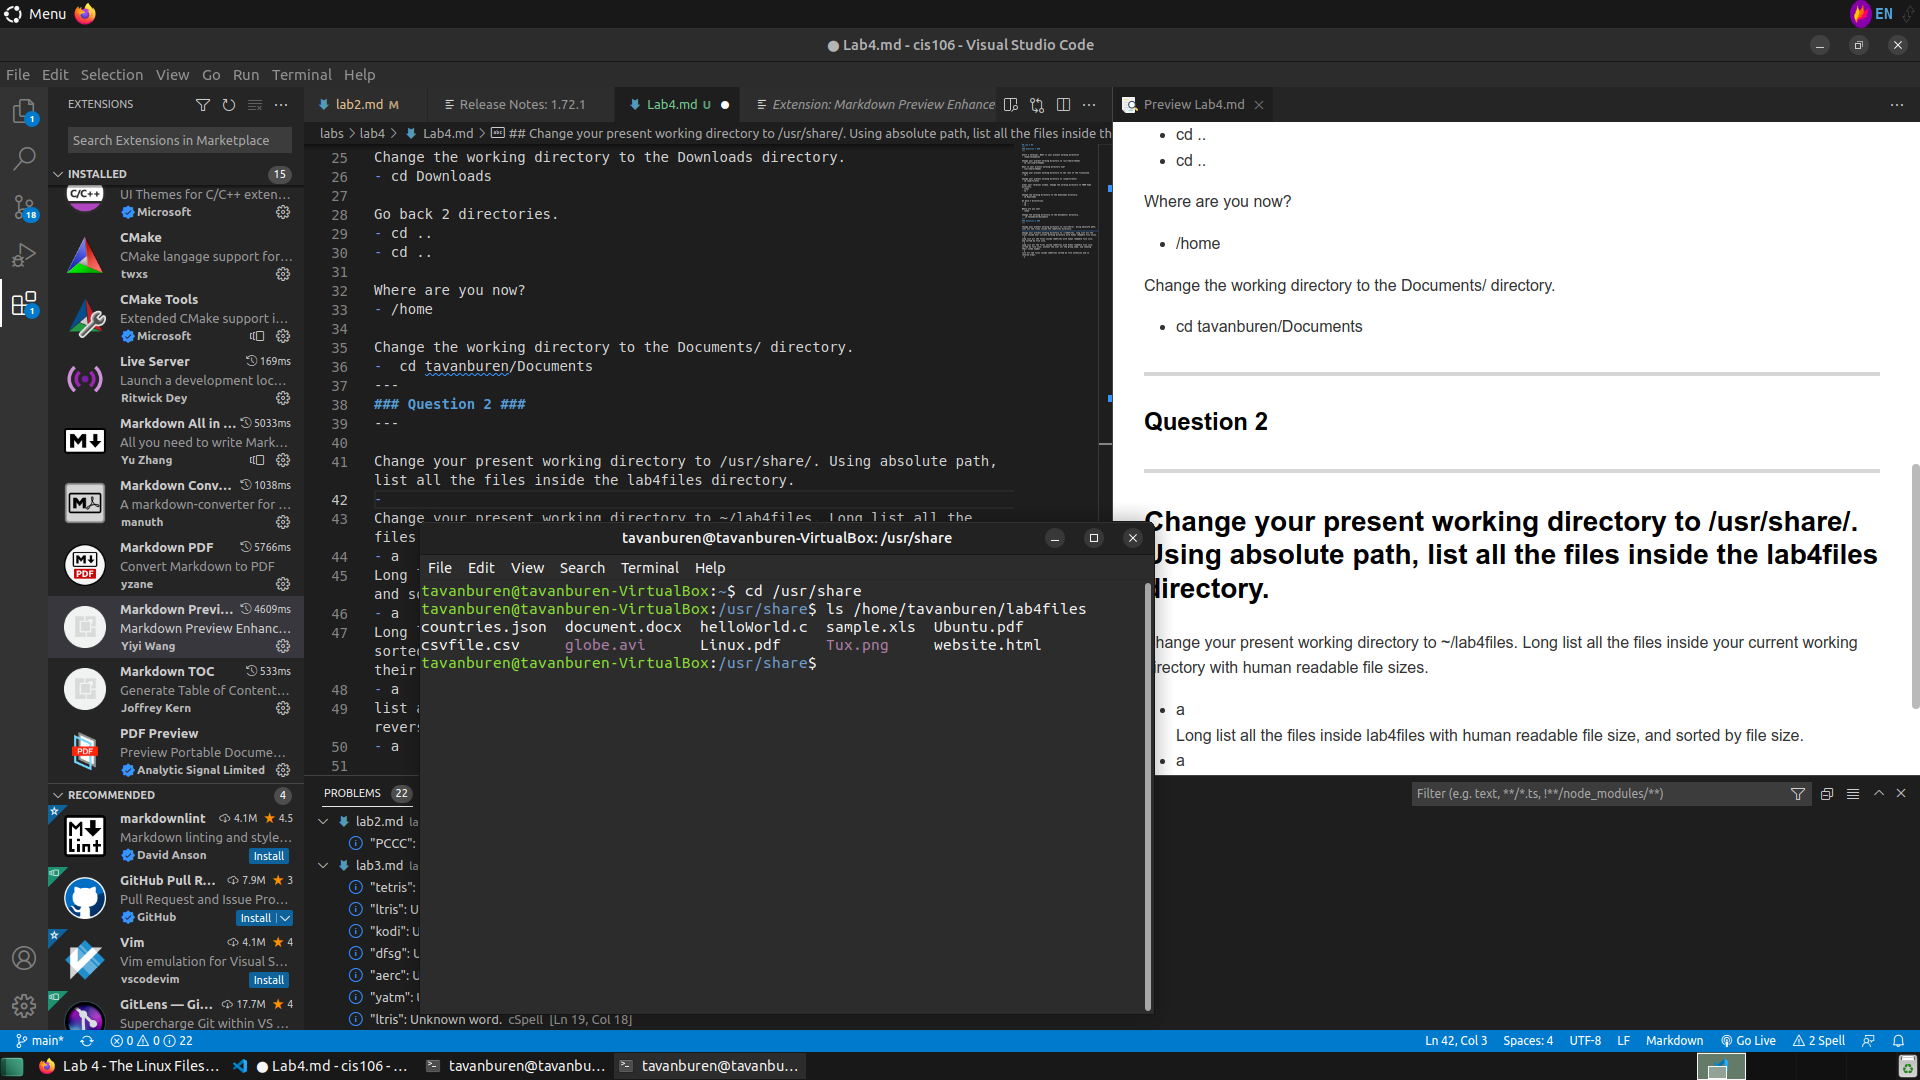 Menu
EN
● Lab4.md - cis106 - Visual Studio Code
File Edit Selection View Go Run Terminal Help
EXTENSIONS
lab2.md M
Release Notes: 1.72.1
Lab4.md U
Extension: Markdown Preview Enhance
Preview Lab4.md
labs > lab4 > Lab4.md > ## Change your present working directory to /usr/share/. Using absolute path, list all the files inside th
Search Extensions in Marketplace
INSTALLED 15
C/C++
UI Themes for C/C++ exten...
Microsoft
CMake
CMake langage support for...
twxs
CMake Tools
Extended CMake support i...
Microsoft
Live Server 169ms
Launch a development loc...
Ritwick Dey
Markdown All in ... 5033ms
All you need to write Mark...
Yu Zhang
Markdown Conv... 1038ms
A markdown-converter for ...
manuth
Markdown PDF 5766ms
Convert Markdown to PDF
yzane
Markdown Previ... 4609ms
Markdown Preview Enhanc...
Yiyi Wang
Markdown TOC 533ms
Generate Table of Content...
Joffrey Kern
PDF Preview
Preview Portable Docume...
Analytic Signal Limited
RECOMMENDED 4
markdownlint 4.1M 4.5
Markdown linting and style...
David Anson Install
GitHub Pull R... 7.9M 3
Pull Request and Issue Pro...
GitHub Install
Vim 4.1M 4
Vim emulation for Visual S...
vscodevim Install
GitLens — Gi... 17.7M 4
Supercharge Git within VS ...
25 Change the working directory to the Downloads directory.
26 - cd Downloads
27
28 Go back 2 directories.
29 - cd ..
30 - cd ..
31
32 Where are you now?
33 - /home
34
35 Change the working directory to the Documents/ directory.
36 -  cd tavanburen/Documents
37 ---
38 ### Question 2 ###
39 ---
40
41 Change your present working directory to /usr/share/. Using absolute path,
list all the files inside the lab4files directory.
42 -
43 Change your present working directory to ~/lab4files. Long list all the
files
44 - a
45 Long
and so
46 - a
47 Long
sorted
their
48 - a
49 list a
revers
50 - a
51
cd ..
cd ..
Where are you now?
/home
Change the working directory to the Documents/ directory.
cd tavanburen/Documents
Question 2
Change your present working directory to /usr/share/.
Using absolute path, list all the files inside the lab4files
directory.
hange your present working directory to ~/lab4files. Long list all the files inside your current working
irectory with human readable file sizes.
a
Long list all the files inside lab4files with human readable file size, and sorted by file size.
a
tavanburen@tavanburen-VirtualBox: /usr/share
File Edit View Search Terminal Help
tavanburen@tavanburen-VirtualBox:~$ cd /usr/share
tavanburen@tavanburen-VirtualBox:/usr/share$ ls /home/tavanburen/lab4files
countries.json document.docx helloWorld.c sample.xls Ubuntu.pdf
csvfile.csv globe.avi Linux.pdf Tux.png website.html
tavanburen@tavanburen-VirtualBox:/usr/share$
PROBLEMS 22
Filter (e.g. text, **/*.ts, !**/node_modules/**)
lab2.md la
"PCCC":
lab3.md la
"tetris":
"ltris": U
"kodi": U
"dfsg": U
"aerc": U
"yatm": U
"ltris": Unknown word. cSpell [Ln 19, Col 18]
main* 0 0 22
Ln 42, Col 3 Spaces: 4 UTF-8 LF Markdown Go Live 2 Spell
Lab 4 - The Linux Files...
● Lab4.md - cis106 - ...
tavanburen@tavanbu...
tavanburen@tavanbu...